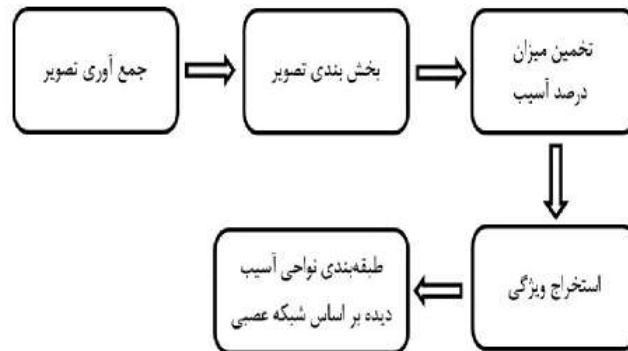 جمع آوری تصویر
بخش بندی تصویر
تخمین میزان
درصد آسیب
استخراج ویژگی
طبقه‌بندی نواحی آسیب
دیده بر اساس شبکه عصبی